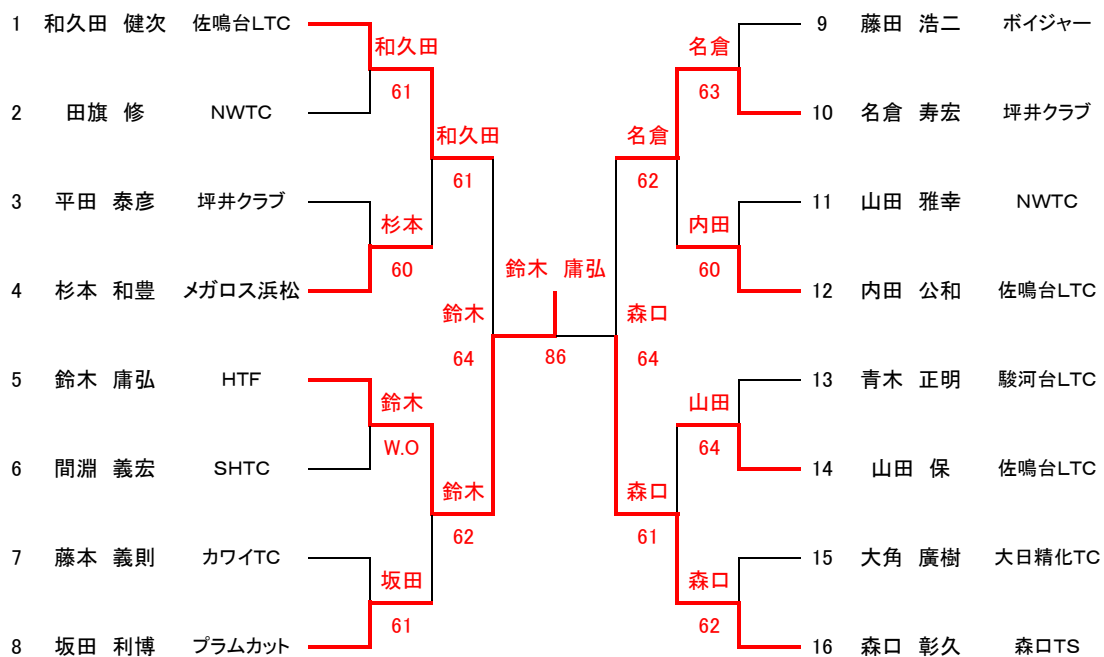 1 和久田 健次 佐鳴台LTC
和久田
61
2 田旗 修 NWTC
和久田
61
3 平田 泰彦 坪井クラブ
杉本
60
4 杉本 和豊 メガロス浜松
鈴木
64
5 鈴木 庸弘 HTF
鈴木
W.O
6 間淵 義宏 SHTC
鈴木
62
7 藤本 義則 カワイTC
坂田
61
8 坂田 利博 プラムカット
鈴木 庸弘
86
9 藤田 浩二 ボイジャー
名倉
63
10 名倉 寿宏 坪井クラブ
名倉
62
11 山田 雅幸 NWTC
内田
60
12 内田 公和 佐鳴台LTC
森口
64
13 青木 正明 駿河台LTC
山田
64
14 山田 保 佐鳴台LTC
森口
61
15 大角 廣樹 大日精化TC
森口
62
16 森口 彰久 森口TS